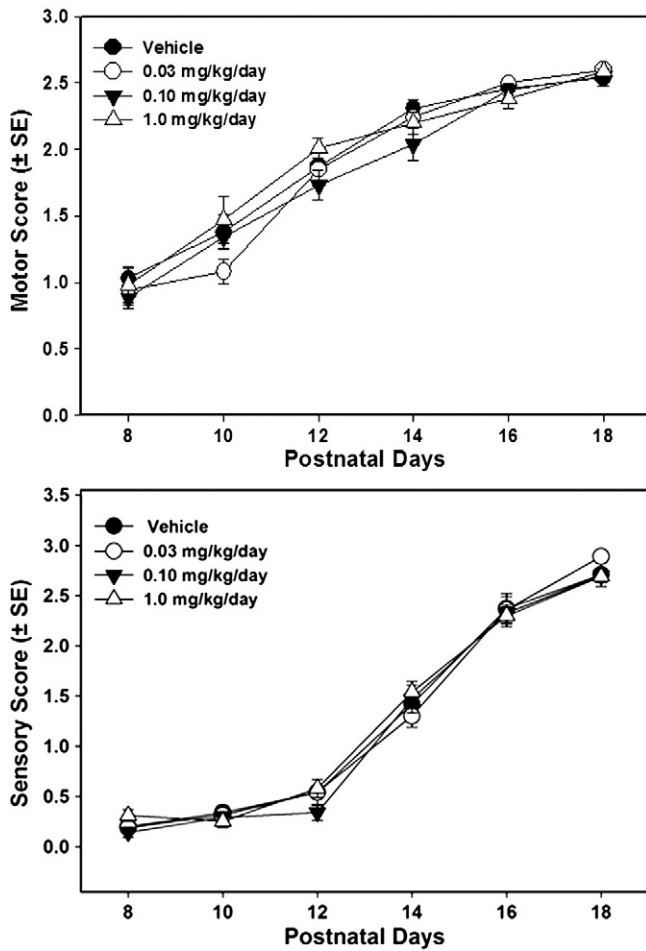 3.0
2.5
2.0
1.5
1.0
0.5
0.0
Motor Score (± SE)
Vehicle
0.03 mg/kg/day
0.10 mg/kg/day
1.0 mg/kg/day
8 10 12 14 16 18
Postnatal Days
3.5
3.0
2.5
2.0
1.5
1.0
0.5
0.0
Sensory Score (± SE)
Vehicle
0.03 mg/kg/day
0.10 mg/kg/day
1.0 mg/kg/day
8 10 12 14 16 18
Postnatal Days